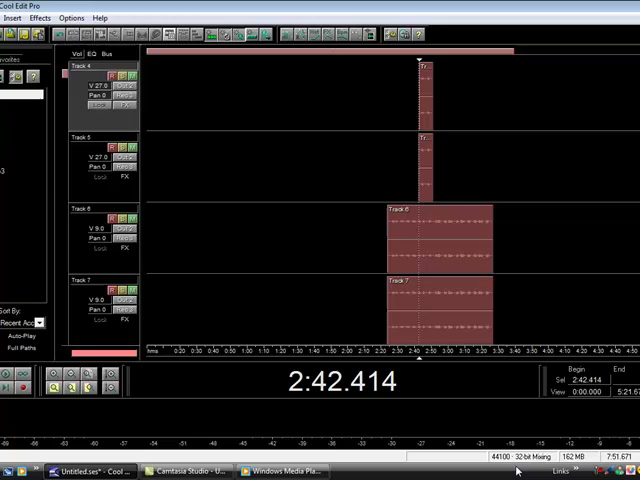 Cool Edit Pro
Insert Effects Options Help
Vol EQ Bus
avorites
Track 4
R S M
V 27.0 Out 2
Pan 0 Rec 2
Lock FX
Tr...
Track 5
R S M
V 27.0 Out 2
Pan 0 Rec 2
Lock FX
Tr...
Track 6
R S M
V 9.0 Out 2
Pan 0 Rec 2
Lock FX
Track 6
Track 7
R S M
V 9.0 Out 2
Pan 0 Rec 2
Lock FX
Track 7
Sort By:
Recent Acc
Auto-Play
Full Paths
hms 0:20 0:30 0:40 0:50 1:00 1:10 1:20 1:30 1:40 1:50 2:00 2:10 2:20 2:30 2:40 2:50 3:00 3:10 3:20 3:30 3:40 3:50 4:00 4:10 4:20 4:30 4:40 4:50
2:42.414
Begin End
Sel 2:42.414
View 0:00.000 5:21.67
-69 -66 -63 -60 -57 -54 -51 -48 -45 -42 -39 -36 -33 -30 -27 -24 -21 -18 -15 -12 -9 -6 -3
44100 · 32-bit Mixing 162 MB 7:51.671
Untitled.ses* - Cool ... Camtasia Studio - U... Windows Media Pla... Links